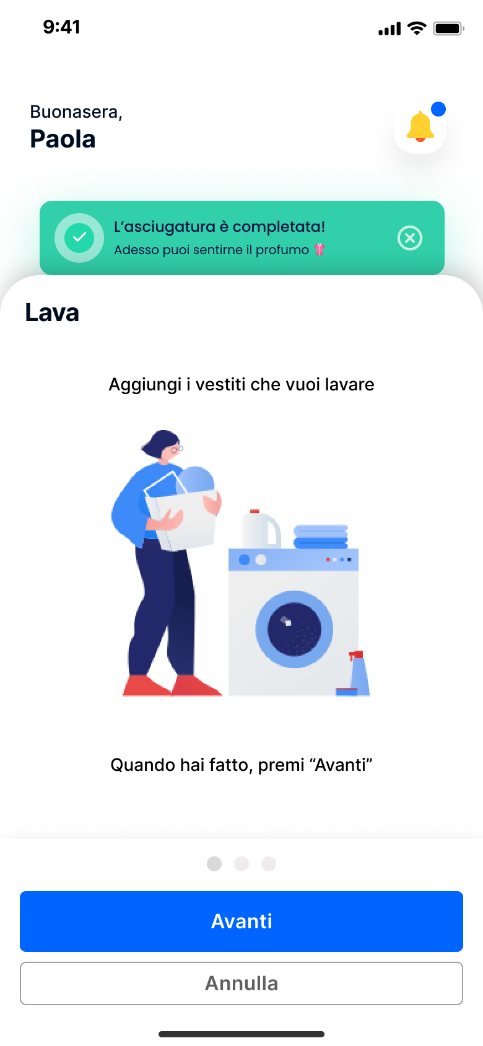 9:41
Buonasera,
Paola
L’asciugatura è completata!
Adesso puoi sentirne il profumo 👚
Lava
Aggiungi i vestiti che vuoi lavare
Quando hai fatto, premi “Avanti”
Avanti
Annulla